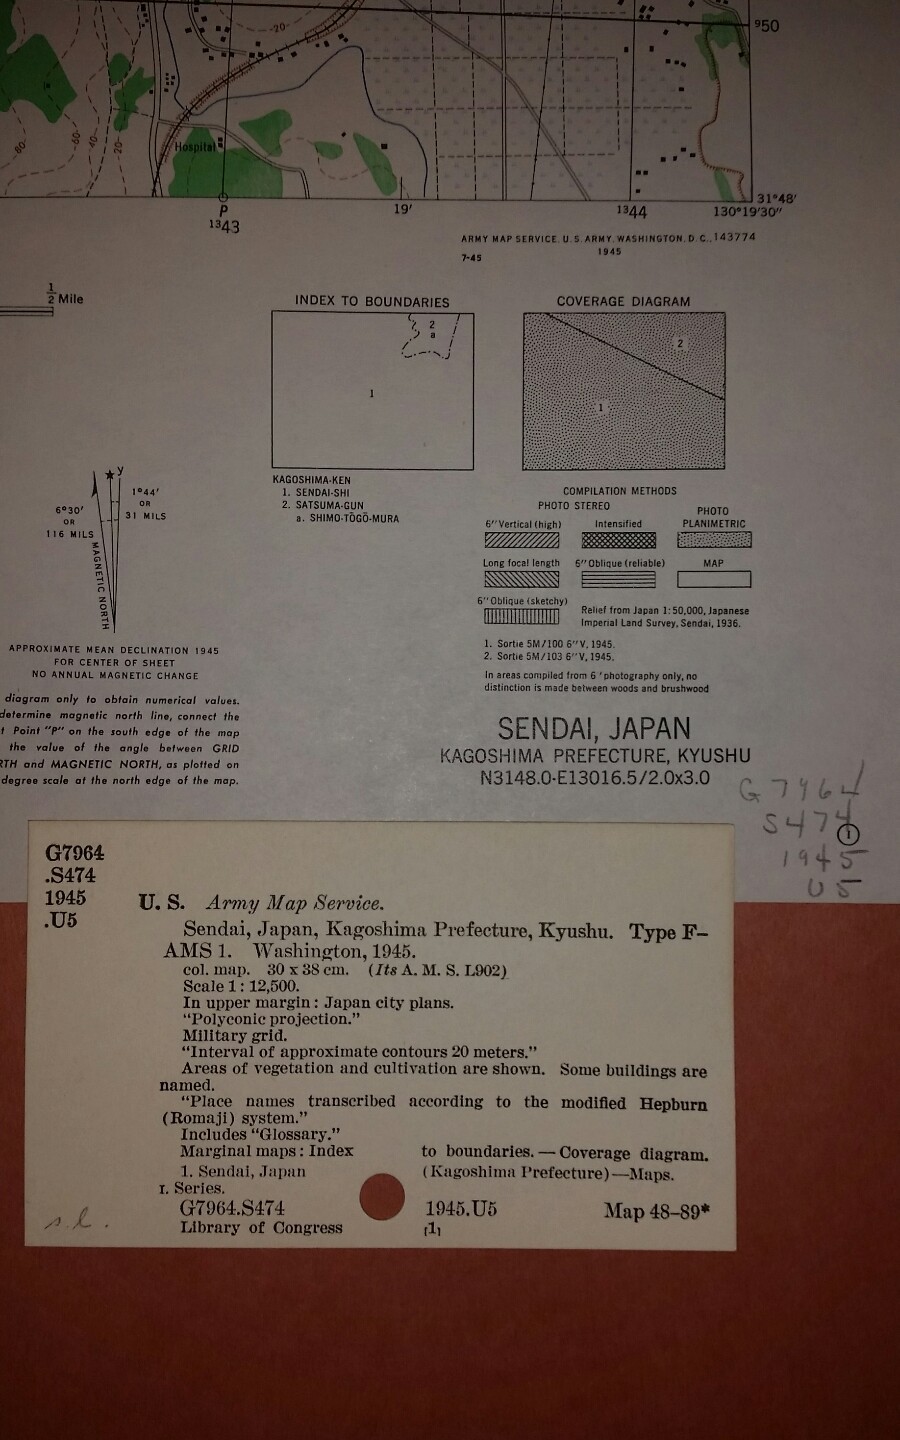 950
-20-
80
60
40
20
Hospital
P
1343
19'
1344
31°48'
130°19'30"
ARMY MAP SERVICE, U.S. ARMY, WASHINGTON, D.C., 143774
1945
7-45
1/2 Mile
INDEX TO BOUNDARIES
2
a
1
KAGOSHIMA-KEN
1. SENDAI-SHI
2. SATSUMA-GUN
a. SHIMO-TŌGŌ-MURA
COVERAGE DIAGRAM
2
1
COMPILATION METHODS
PHOTO STEREO
PHOTO PLANIMETRIC
6" Vertical (high)
Intensified
Long focal length
6" Oblique (reliable)
MAP
6" Oblique (sketchy)
Relief from Japan 1:50,000, Japanese
Imperial Land Survey, Sendai, 1936.
1. Sortie 5M/100 6" V, 1945.
2. Sortie 5M/103 6" V, 1945.
In areas compiled from 6" photography only, no
distinction is made between woods and brushwood
Y
6°30'
OR
116 MILS
1°44'
OR
31 MILS
MAGNETIC NORTH
APPROXIMATE MEAN DECLINATION 1945
FOR CENTER OF SHEET
NO ANNUAL MAGNETIC CHANGE
diagram only to obtain numerical values.
determine magnetic north line, connect the
t Point "P" on the south edge of the map
the value of the angle between GRID
RTH and MAGNETIC NORTH, as plotted on
degree scale at the north edge of the map.
SENDAI, JAPAN
KAGOSHIMA PREFECTURE, KYUSHU
N3148.0-E13016.5/2.0x3.0
G7964
S474
1
1945
U5
G7964
.S474
1945
.U5
U. S. Army Map Service.
Sendai, Japan, Kagoshima Prefecture, Kyushu. Type F–
AMS 1. Washington, 1945.
col. map. 30 x 38 cm. (Its A. M. S. L902)
Scale 1 : 12,500.
In upper margin : Japan city plans.
“Polyconic projection.”
Military grid.
“Interval of approximate contours 20 meters.”
Areas of vegetation and cultivation are shown. Some buildings are
named.
“Place names transcribed according to the modified Hepburn
(Romaji) system.”
Includes “Glossary.”
Marginal maps : Index to boundaries. — Coverage diagram.
1. Sendai, Japan (Kagoshima Prefecture)—Maps.
I. Series.
G7964.S474 1945.U5 Map 48–89*
s.l.
Library of Congress [1]